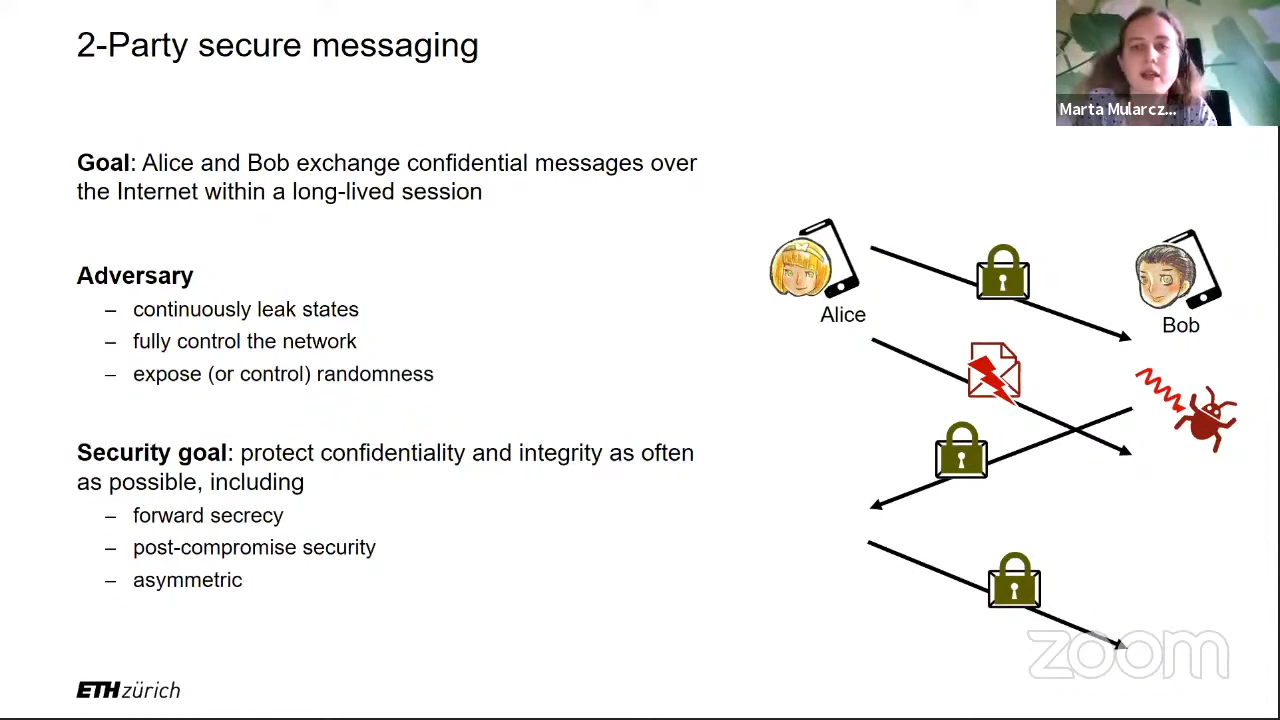 2-Party secure messaging
Marta Mularcz...
Goal: Alice and Bob exchange confidential messages over
the Internet within a long-lived session
Adversary
– continuously leak states
– fully control the network
– expose (or control) randomness
Security goal: protect confidentiality and integrity as often
as possible, including
– forward secrecy
– post-compromise security
– asymmetric
Alice
Bob
zoom
ETH zürich